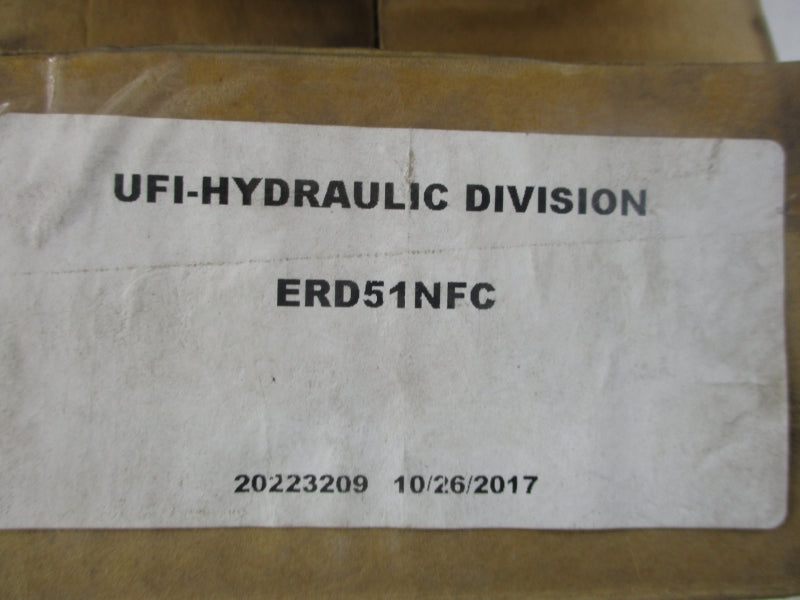 UFI-HYDRAULIC DIVISION
ERD51NFC
20223209 10/26/2017